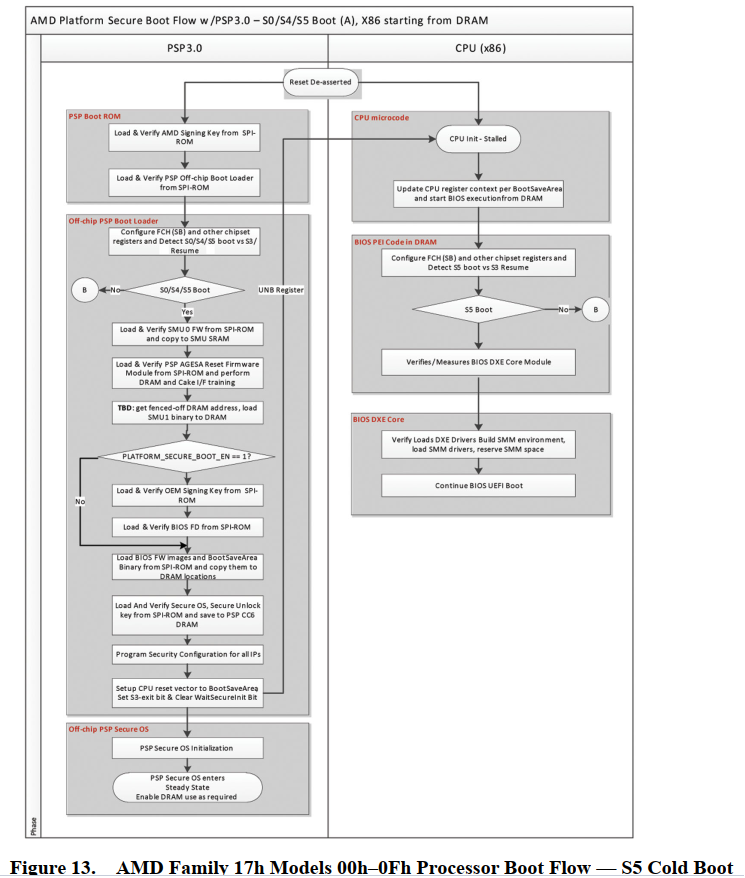 AMD Platform Secure Boot Flow w/PSP3.0 – S0/S4/S5 Boot (A), X86 starting from DRAM
PSP3.0
CPU (x86)
Reset De-asserted
PSP Boot ROM
Load & Verify AMD Signing Key from SPI-
ROM
Load & Verify PSP Off-chip Boot Loader
from SPI-ROM
Off-chip PSP Boot Loader
Configure FCH (SB) and other chipset
registers and Detect S0/S4/S5 boot vs S3/
Resume
S0/S4/S5 Boot
No
B
Yes
UNB Register
Load & Verify SMU0 FW from SPI-ROM
and copy to SMU SRAM
Load & Verify PSP AGESA Reset Firmware
Module from SPI-ROM and perform
DRAM and Cake I/F training
TBD: get fenced-off DRAM address, load
SMU1 binary to DRAM
PLATFORM_SECURE_BOOT_EN == 1?
No
Load & Verify OEM Signing Key from SPI-
ROM
Load & Verify BIOS FD from SPI-ROM
Load BIOS FW images and BootSaveArea
Binary from SPI-ROM and copy them to
DRAM locations
Load And Verify Secure OS, Secure Unlock
key from SPI-ROM and save to PSP CC6
DRAM
Program Security Configuration for all IPs
Setup CPU reset vector to BootSaveArea
Set S3-exit bit & Clear WaitSecureInit Bit
Off-chip PSP Secure OS
PSP Secure OS Initialization
PSP Secure OS enters
Steady State
Enable DRAM use as required
CPU microcode
CPU Init - Stalled
Update CPU register context per BootSaveArea
and start BIOS execution from DRAM
BIOS PEI Code in DRAM
Configure FCH (SB) and other chipset registers and
Detect S5 boot vs S3 Resume
S5 Boot
No
B
Verifies/Measures BIOS DXE Core Module
BIOS DXE Core
Verify Loads DXE Drivers Build SMM environment,
load SMM drivers, reserve SMM space
Continue BIOS UEFI Boot
Phase
Figure 13. AMD Family 17h Models 00h–0Fh Processor Boot Flow — S5 Cold Boot